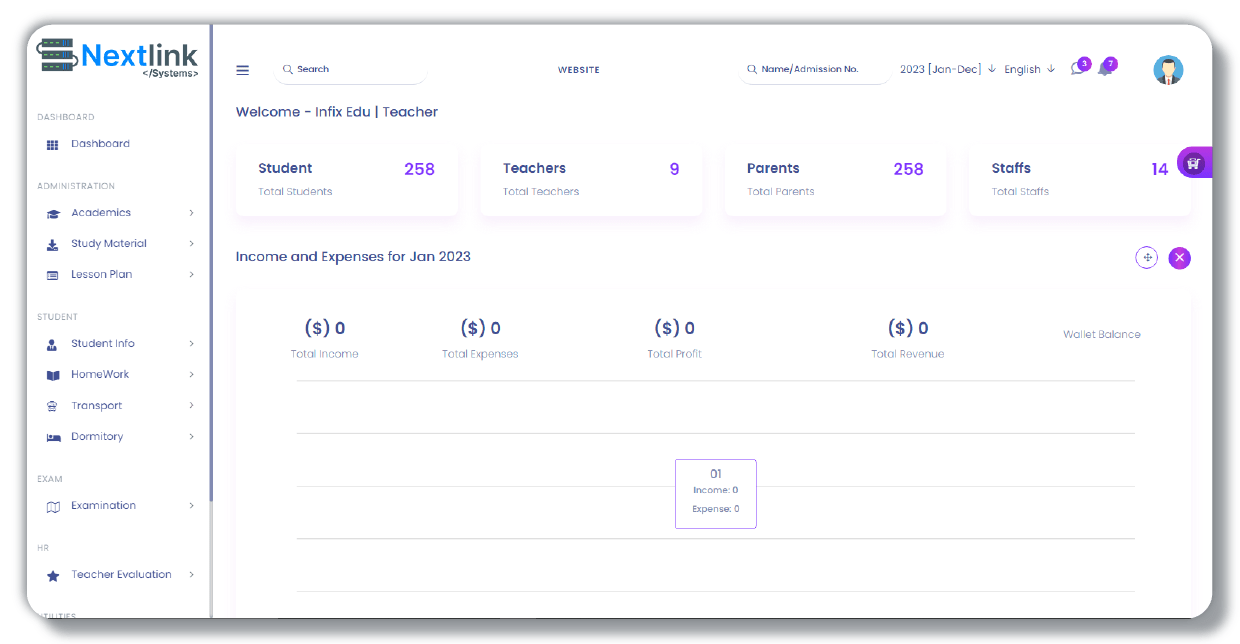 Nextlink
</Systems>
Search
WEBSITE
Name/Admission No.
2023 [Jan-Dec]
English
3
7
DASHBOARD
Dashboard
ADMINISTRATION
Academics
Study Material
Lesson Plan
STUDENT
Student Info
HomeWork
Transport
Dormitory
EXAM
Examination
HR
Teacher Evaluation
UTILITIES
Welcome - Infix Edu | Teacher
Student 258
Total Students
Teachers 9
Total Teachers
Parents 258
Total Parents
Staffs 14
Total Staffs
Income and Expenses for Jan 2023
($) 0
Total Income
($) 0
Total Expenses
($) 0
Total Profit
($) 0
Total Revenue
Wallet Balance
01
Income: 0
Expense: 0